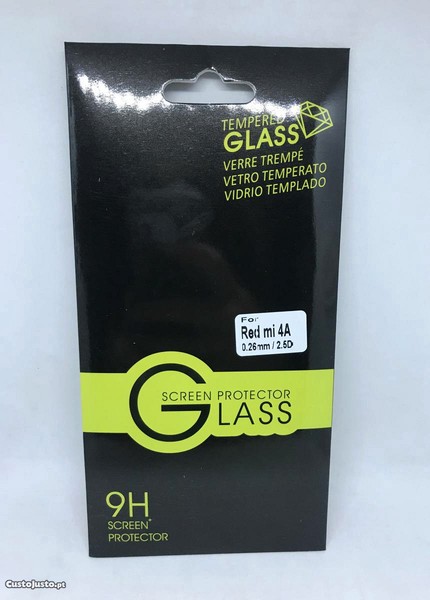 TEMPERED
GLASS
VERRE TREMPÉ
VETRO TEMPERATO
VIDRIO TEMPLADO
For
Red mi 4A
0.26mm / 2.5D
SCREEN PROTECTOR
GLASS
9H
SCREEN
PROTECTOR
CustoJusto.pt